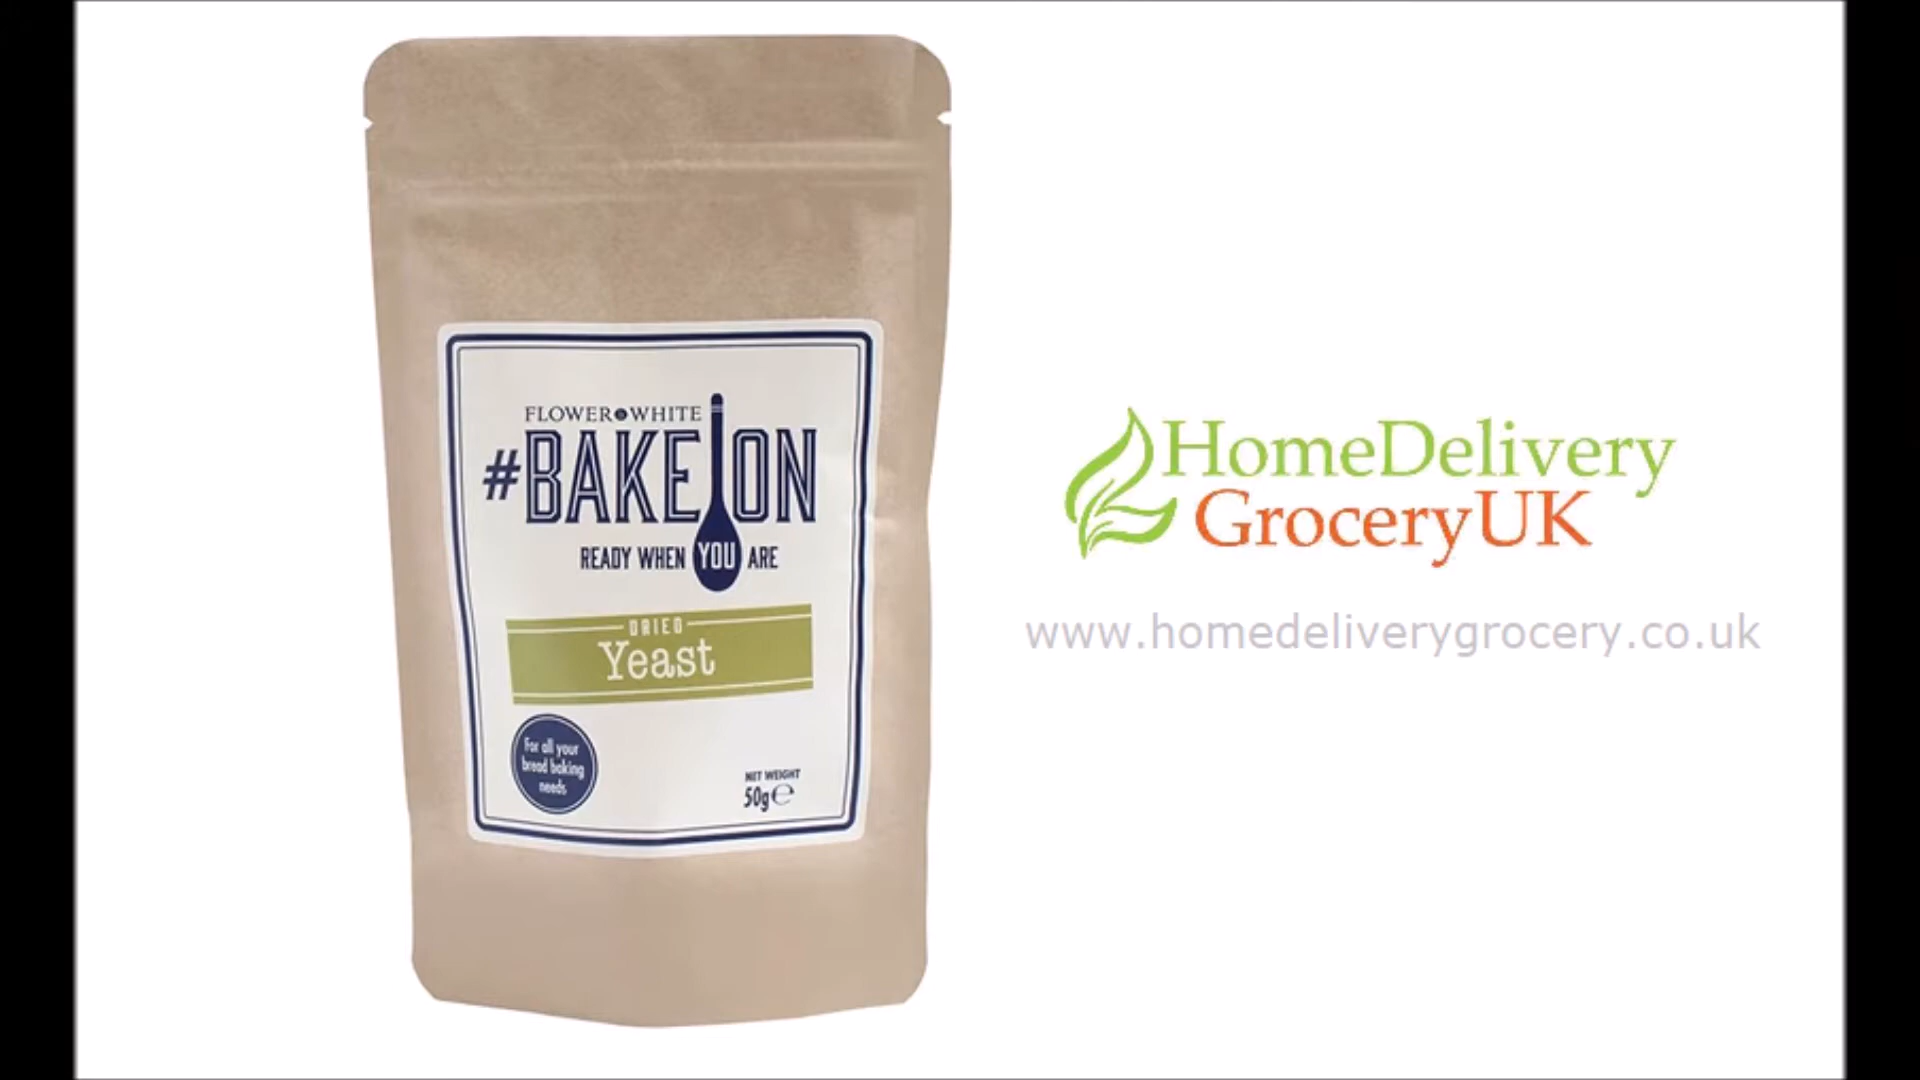 FLOWER & WHITE
#BAKE ON
READY WHEN YOU ARE
DRIED
Yeast
For all your
bread baking
needs
NET WEIGHT
50g℮
HomeDelivery
GroceryUK
www.homedeliverygrocery.co.uk